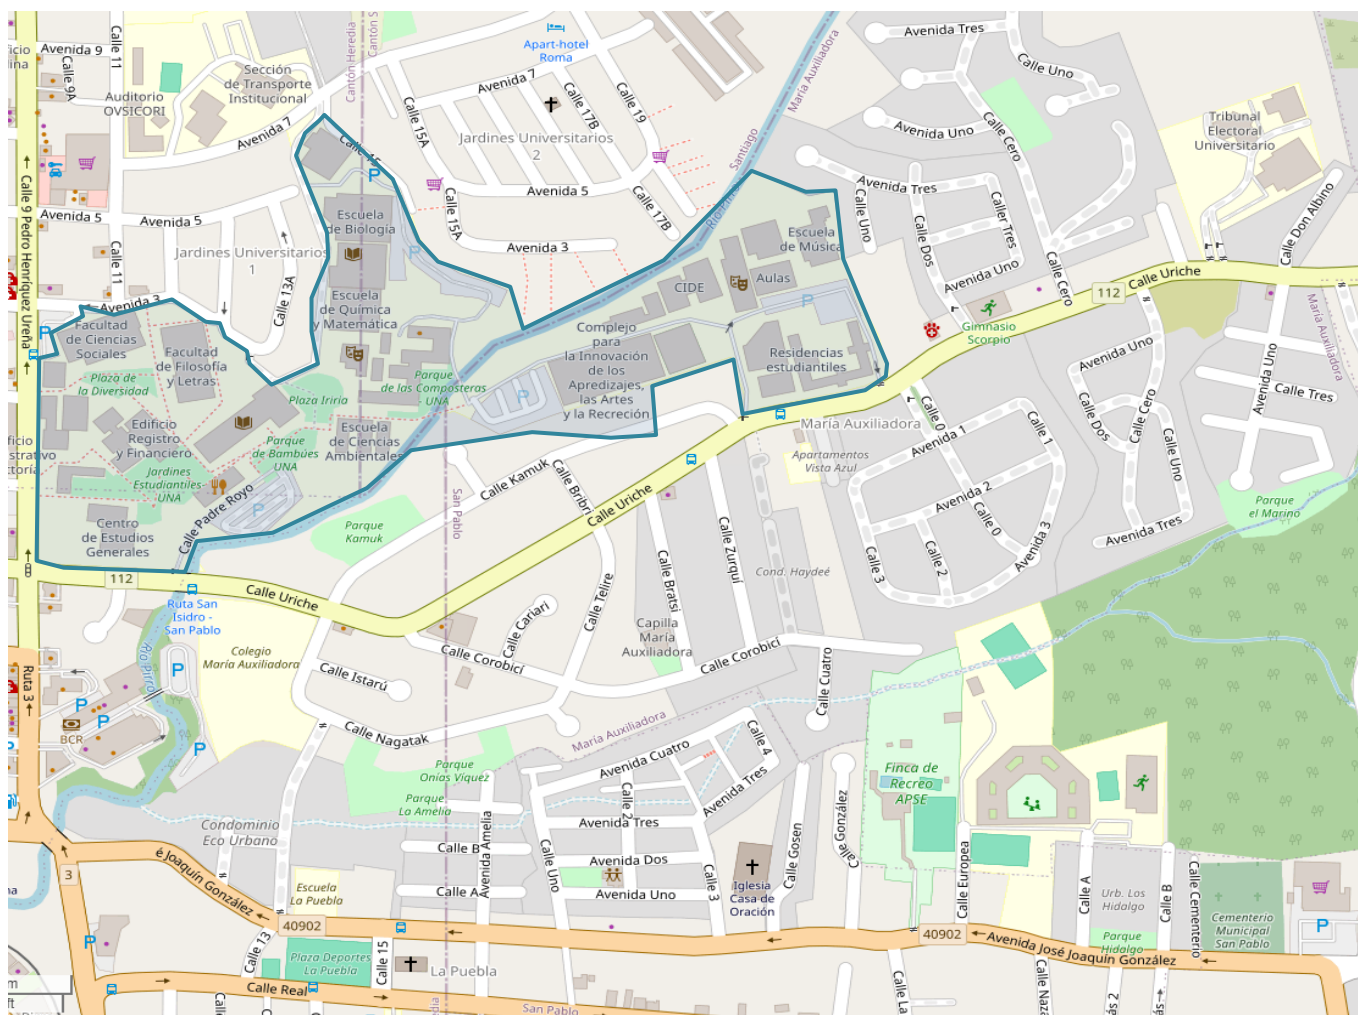 Avenida 9
Calle 11
Calle 9A
Auditorio
OVSICORI
Sección
de Transporte
Institucional
Avenida 7
Cantón Heredia
Apart-hotel
Roma
Avenida 7
Calle 17B
Calle 19
Calle 15A
Jardines Universitarios
2
Avenida 5
Calle 17B
Calle 15A
Avenida 3
Santiago
María Auxiliadora
Avenida Tres
Calle Uno
Avenida Uno
Calle Cero
Tribunal
Electoral
Universitario
Calle Don Albino
Calle 9 Pedro Henríquez Ureña
Avenida 5
Avenida 5
Calle 11
Jardines Universitarios
1
Calle 13A
Avenida 3
Escuela
de Biología
Escuela
de Química
y Matemática
Facultad
de Ciencias
Sociales
Facultad
de Filosofía
y Letras
Plaza de
la Diversidad
Plaza Iriria
Parque
de las Composteras
- UNA
Edificio
Registro
y Financiero
Parque
de Bambúes
UNA
Escuela
de Ciencias
Ambientales
Jardines
Estudiantiles
UNA
Centro
de Estudios
Generales
Calle Padre Royo
CIDE
Escuela
de Música
Aulas
Complejo
para
la Innovación
de los
Apredizajes,
las Artes
y la Recreción
Residencias
estudiantiles
Avenida Tres
Calle Uno
Calle Dos
Caller Tres
Avenida Uno
Calle Cero
Gimnasio
Scorpio
112
Calle Uriche
María Auxiliadora
Avenida Uno
Calle Cero
Calle Dos
Calle Uno
Avenida Tres
Avenida Uno
Calle Tres
Parque
el Marino
María Auxiliadora
Apartamentos
Vista Azul
Calle 0
Avenida 1
Calle 1
Avenida 2
Calle 0
Avenida 3
Calle 2
Calle 3
Calle Kamuk
Calle Bribri
Parque
Kamuk
San Pablo
Calle Uriche
Calle Zurquí
Calle Bratsi
Cond. Haydeé
Calle Telire
Calle Cariari
Capilla
María
Auxiliadora
Calle Corobicí
Calle Corobicí
Calle Cuatro
112
Calle Uriche
Ruta San
Isidro -
San Pablo
Río Pirro
Colegio
María Auxiliadora
Calle Istarú
Calle Nagatak
Ruta 3
BCR
María Auxiliadora
Parque
Onías Víquez
Parque
La Amelia
Avenida Cuatro
Calle 4
Avenida Tres
Calle 2
Avenida Tres
Avenida Dos
Avenida Uno
Calle Uno
Calle 3
Avenida Amelia
Calle B
Calle A
Condominio
Eco Urbano
Escuela
La Puebla
Iglesia
Casa de
Oración
Calle Gosen
Calle González
Finca de
Recreo
APSE
Calle Europea
Calle A
Urb. Los
Hidalgo
Calle B
Calle Cementerio
Parque
Hidalgo
Cementerio
Municipal
San Pablo
3
é Joaquín González
40902
40902
Avenida José Joaquín González
Calle 13
Plaza Deportes
La Puebla
Calle 15
La Puebla
Calle Real
San Pablo
Calle La
Calle Naza
m
ft